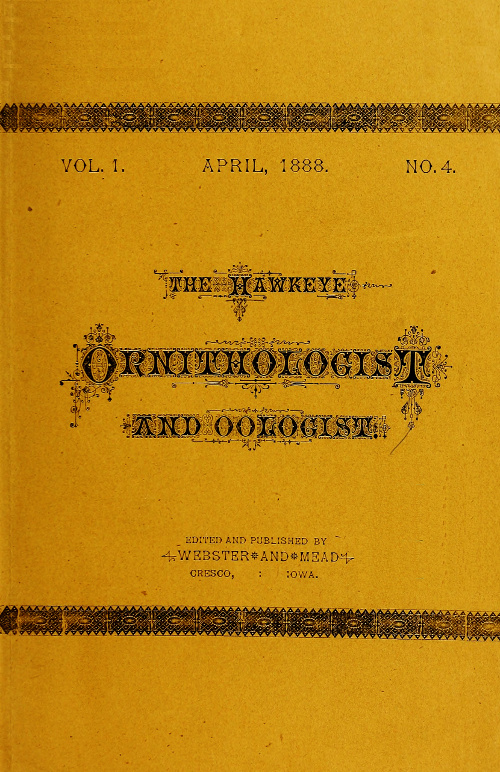 VOL. 1. APRIL, 1888. NO. 4.
THE HAWKEYE
ORNITHOLOGIST
AND OOLOGIST.
EDITED AND PUBLISHED BY
WEBSTER*AND*MEAD
CRESCO, : IOWA.